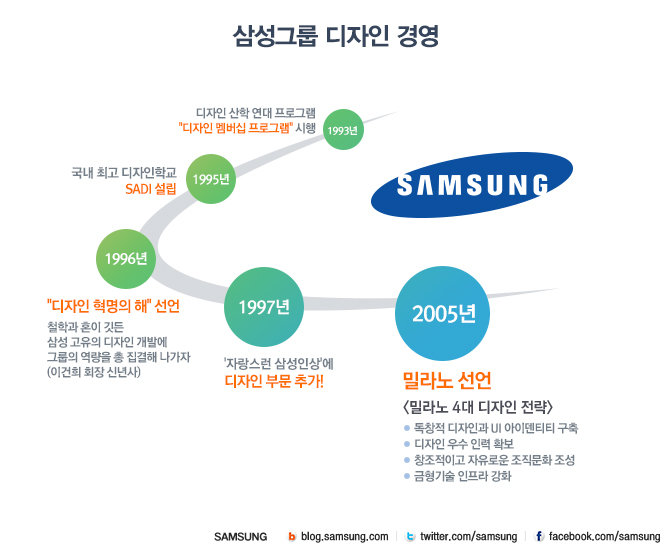 삼성그룹 디자인 경영
디자인 산학 연대 프로그램
"디자인 멤버십 프로그램" 시행
1993년
국내 최고 디자인학교
SADI 설립
1995년
SAMSUNG
1996년
"디자인 혁명의 해" 선언
철학과 혼이 깃든
삼성 고유의 디자인 개발에
그룹의 역량을 총 집결해 나가자
(이건희 회장 신년사)
1997년
'자랑스런 삼성인상'에
디자인 부문 추가!
2005년
밀라노 선언
<밀라노 4대 디자인 전략>
독창적 디자인과 UI 아이덴티티 구축
디자인 우수 인력 확보
창조적이고 자유로운 조직문화 조성
금형기술 인프라 강화
SAMSUNG b blog.samsung.com t twitter.com/samsung f facebook.com/samsung